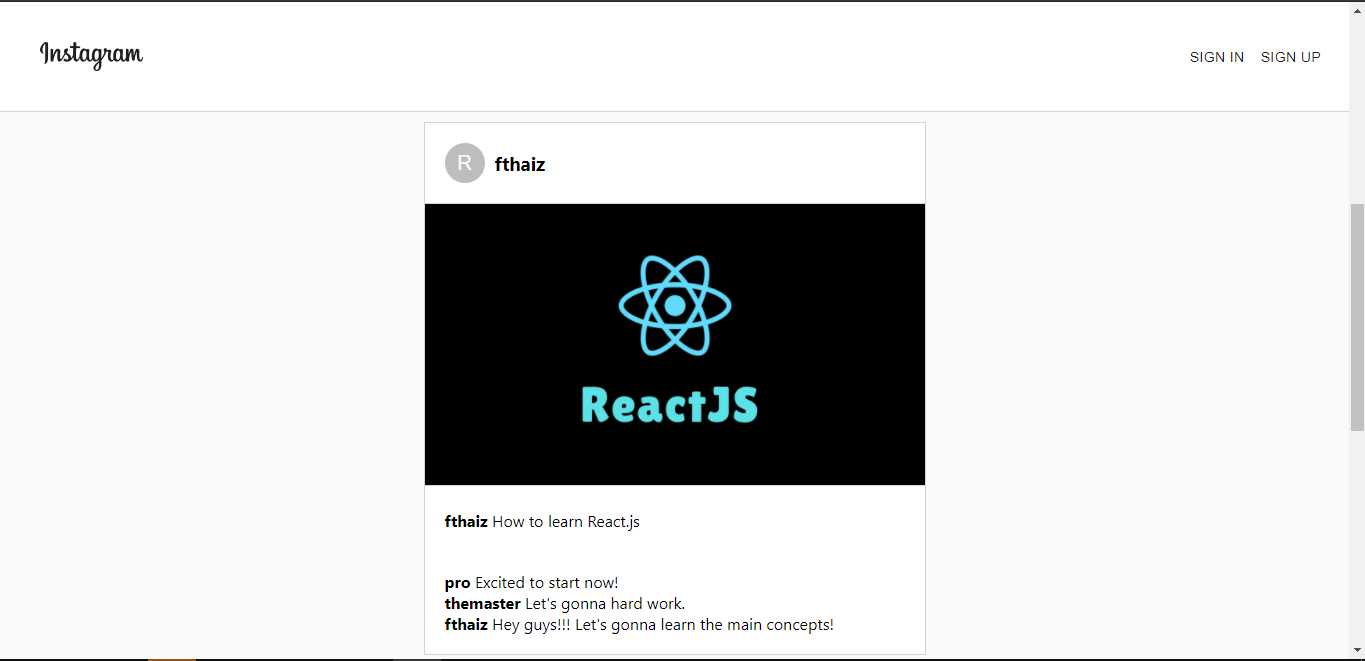 Instagram
SIGN IN SIGN UP
R fthaiz
ReactJS
fthaiz How to learn React.js
pro Excited to start now!
themaster Let's gonna hard work.
fthaiz Hey guys!!! Let's gonna learn the main concepts!